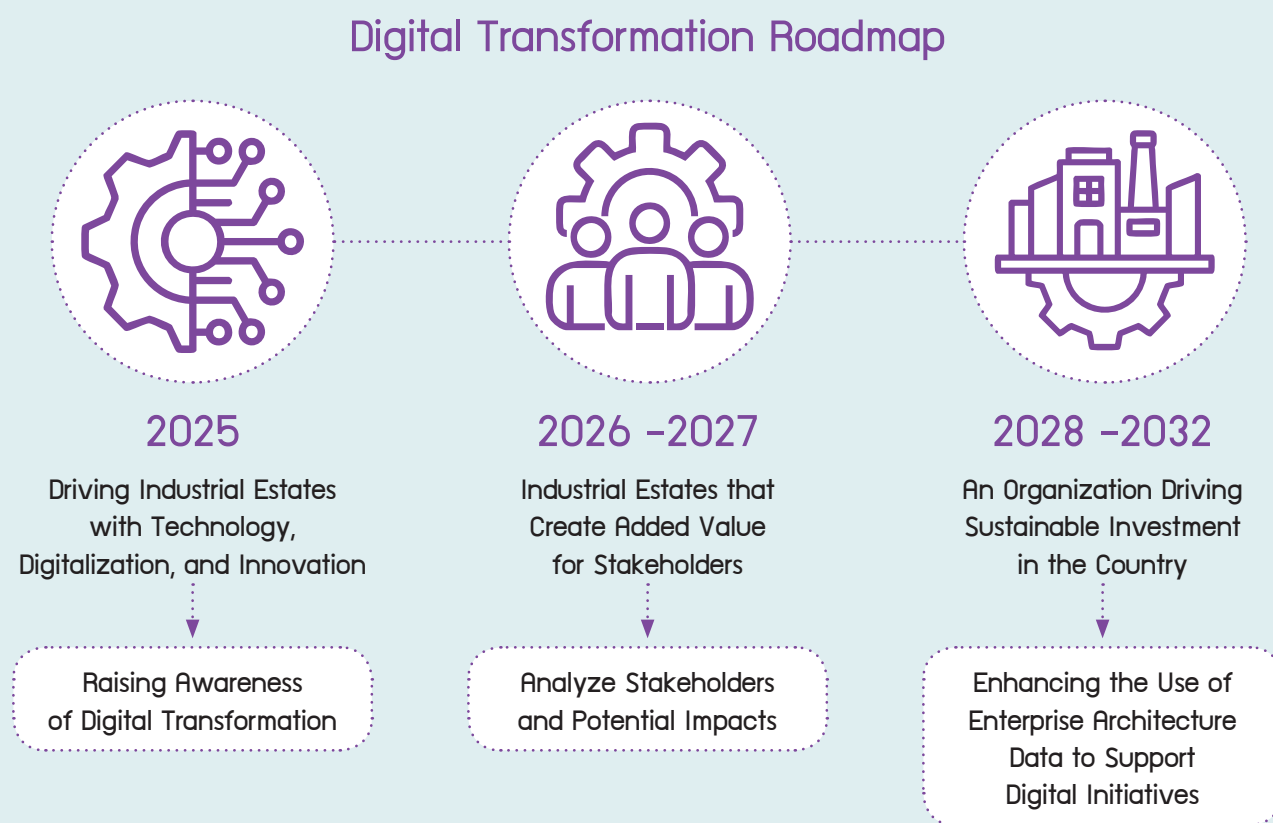 Digital Transformation Roadmap
2025
Driving Industrial Estates
with Technology,
Digitalization, and Innovation
Raising Awareness
of Digital Transformation
2026 -2027
Industrial Estates that
Create Added Value
for Stakeholders
Analyze Stakeholders
and Potential Impacts
2028 -2032
An Organization Driving
Sustainable Investment
in the Country
Enhancing the Use of
Enterprise Architecture
Data to Support
Digital Initiatives